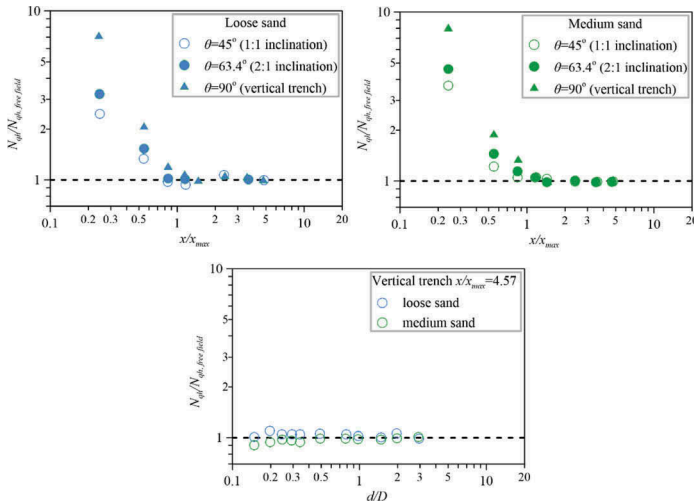 Loose sand
θ=45° (1:1 inclination)
θ=63.4° (2:1 inclination)
θ=90° (vertical trench)
N_qh/N_qh, free field
10
5
3
2
1
0.1 0.2 0.3 0.5 1 2 3 5 10 20
x/x_max
Medium sand
θ=45° (1:1 inclination)
θ=63.4° (2:1 inclination)
θ=90° (vertical trench)
N_qh/N_qh, free field
10
5
3
2
1
0.1 0.2 0.3 0.5 1 2 3 5 10 20
x/x_max
Vertical trench x/x_max=4.57
loose sand
medium sand
N_qh/N_qh, free field
10
5
3
2
1
0.1 0.2 0.3 0.5 1 2 3 5 10 20
d/D